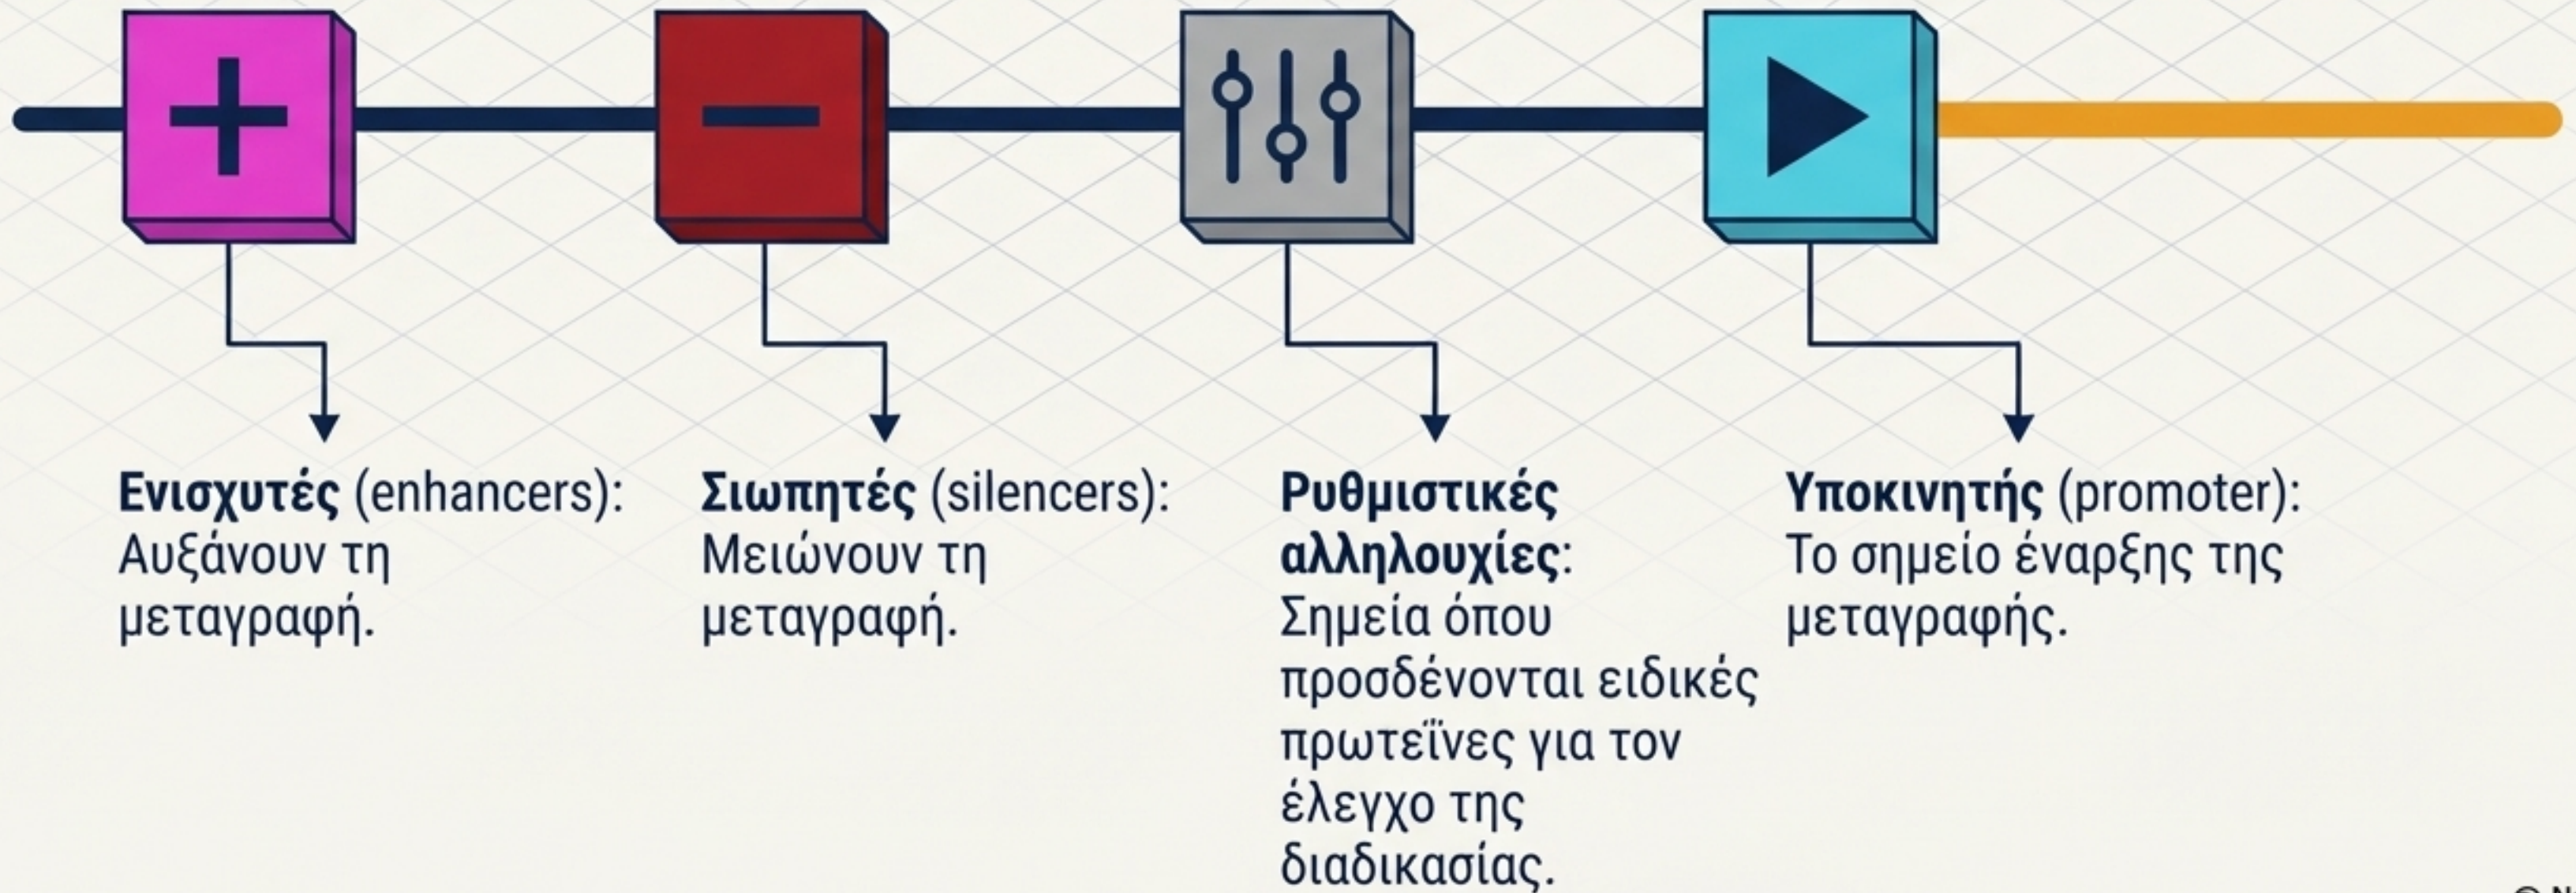 Ενισχυτές (enhancers):
Αυξάνουν τη
μεταγραφή.
Σιωπητές (silencers):
Μειώνουν τη
μεταγραφή.
Ρυθμιστικές
αλληλουχίες:
Σημεία όπου
προσδένονται ειδικές
πρωτεΐνες για τον
έλεγχο της
διαδικασίας.
Υποκινητής (promoter):
Το σημείο έναρξης της
μεταγραφής.